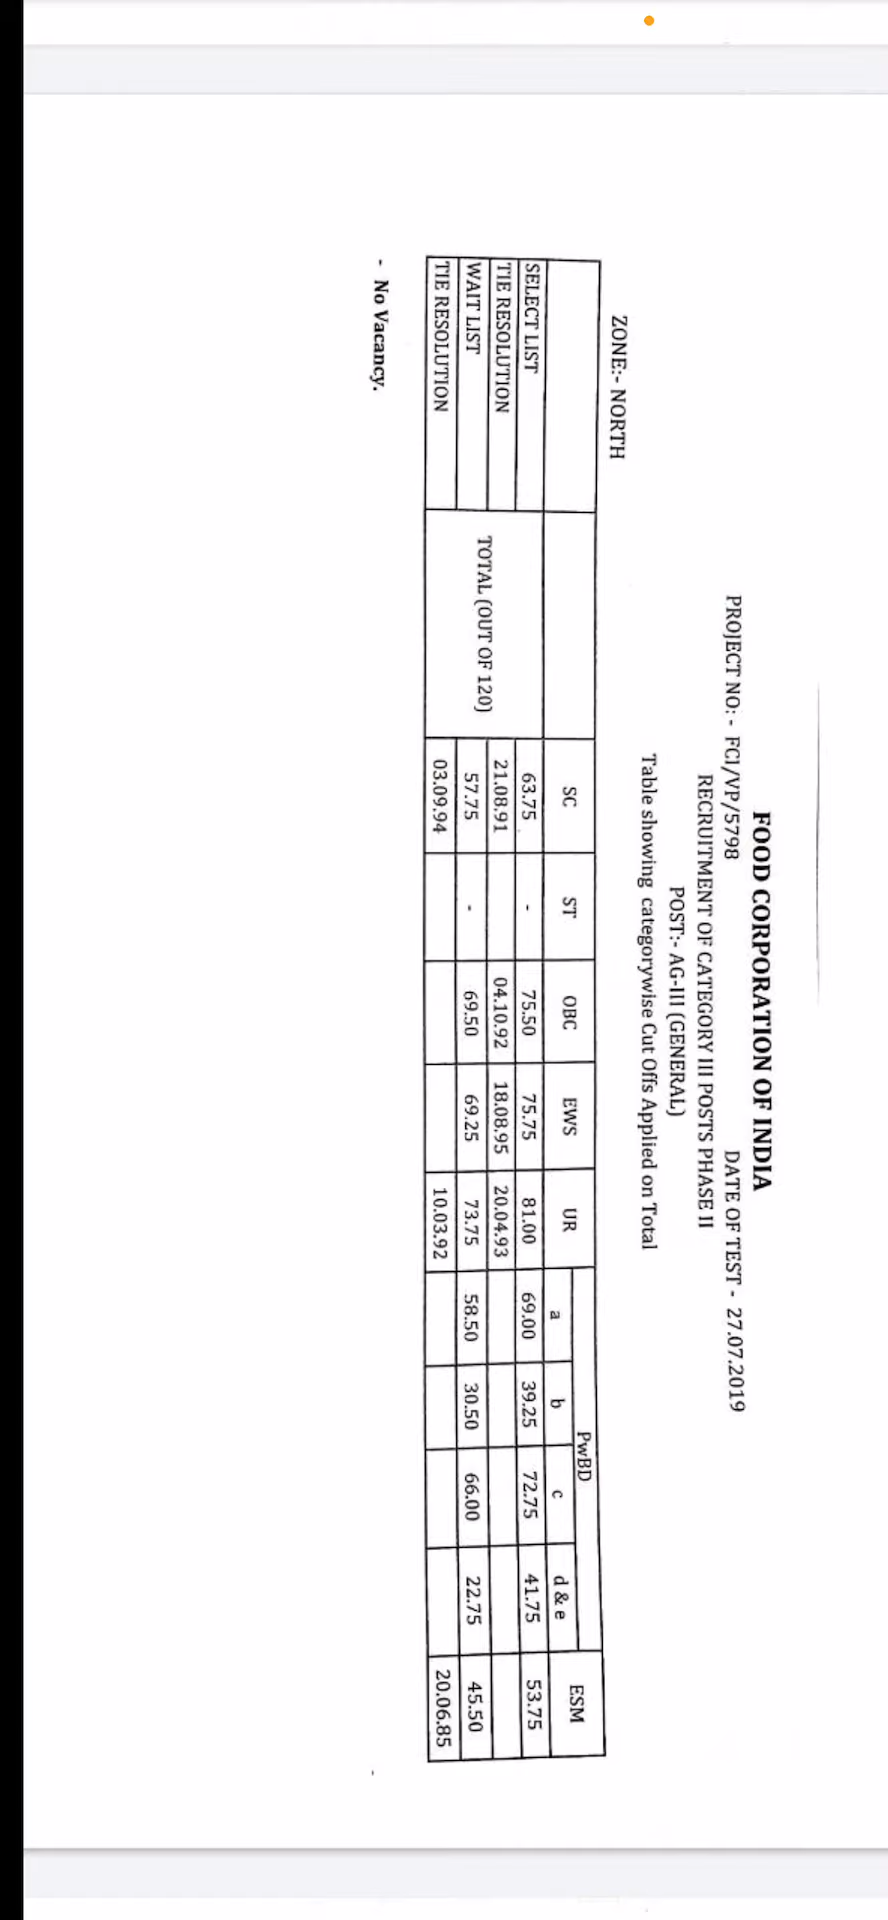 FOOD CORPORATION OF INDIA
PROJECT NO: - FCI/VP/5798 DATE OF TEST - 27.07.2019
RECRUITMENT OF CATEGORY III POSTS PHASE II
POST:- AG-III (GENERAL)
Table showing categorywise Cut Offs Applied on Total
ZONE:- NORTH
SC ST OBC EWS UR PwBD ESM
a b c d & e
SELECT LIST 63.75 - 75.50 75.75 81.00 69.00 39.25 72.75 41.75 53.75
TIE RESOLUTION 21.08.91 04.10.92 18.08.95 20.04.93
TOTAL (OUT OF 120)
WAIT LIST 57.75 - 69.50 69.25 73.75 58.50 30.50 66.00 22.75 45.50
TIE RESOLUTION 03.09.94 10.03.92 20.06.85
- No Vacancy.